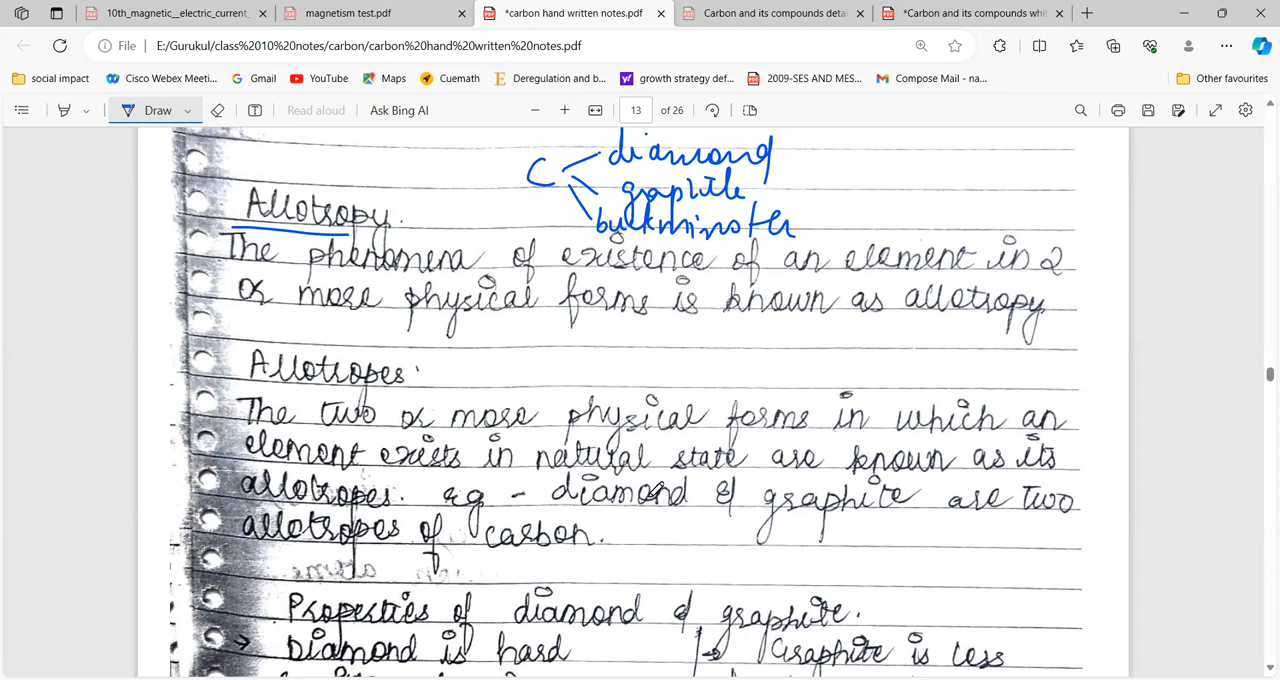 10th_magnetic__electric_current_
magnetism test.pdf
*carbon hand written notes.pdf
Carbon and its compounds deta
*Carbon and its compounds whi
File
E:/Gurukul/class%2010%20notes/carbon/carbon%20hand%20written%20notes.pdf
social impact
Cisco Webex Meeti...
Gmail
YouTube
Maps
Cuemath
Deregulation and b...
growth strategy def...
2009-SES AND MES...
Compose Mail - na...
Other favourites
Draw
Read aloud
Ask Bing AI
13
of 26
C
diamond
graphite
buckminster
Allotropy.
The phenomena of existence of an element in 2
or more physical forms is known as allotropy
Allotropes.
The two or more physical forms in which an
element exists in natural state are known as its
allotropes. eg - diamond & graphite are two
allotropes of carbon.
Properties of diamond & graphite.
→ Diamond is hard
→ Graphite is less